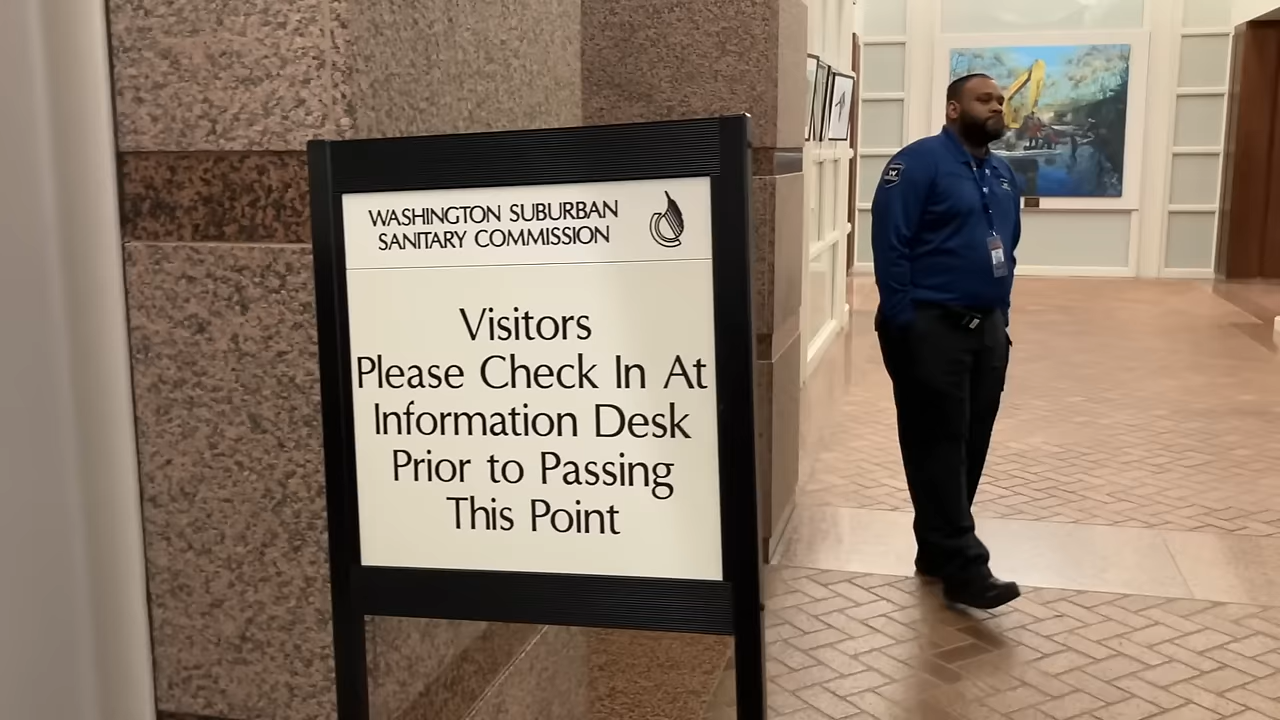 WASHINGTON SUBURBAN
SANITARY COMMISSION
Visitors
Please Check In At
Information Desk
Prior to Passing
This Point